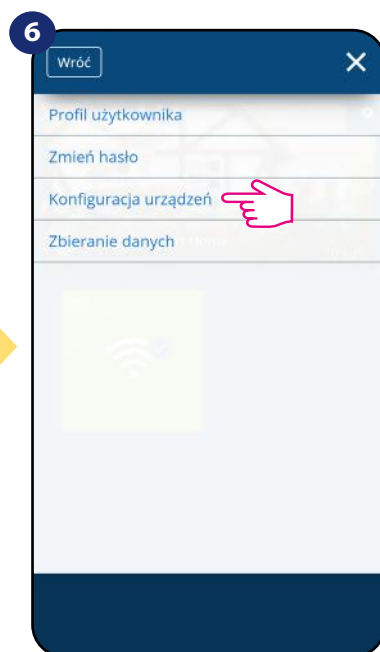 6
Wróć
Profil użytkownika
Zmień hasło
Konfiguracja urządzeń
Zbieranie danych